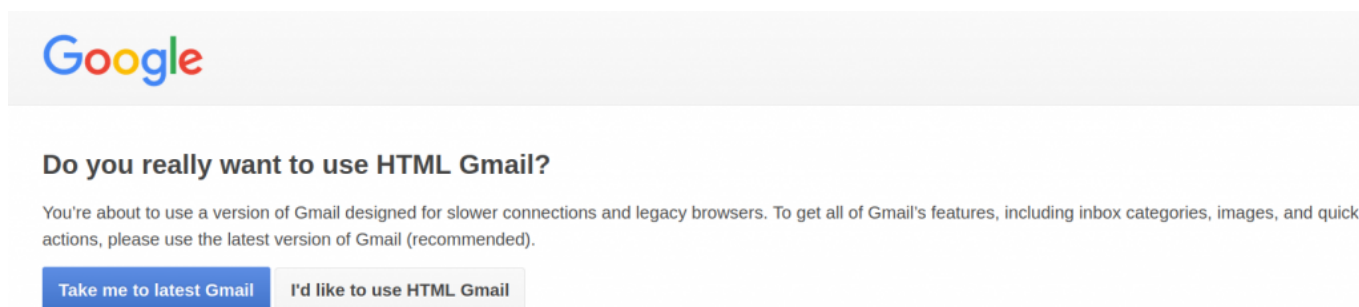 Google
Do you really want to use HTML Gmail?
You're about to use a version of Gmail designed for slower connections and legacy browsers. To get all of Gmail's features, including inbox categories, images, and quick
actions, please use the latest version of Gmail (recommended).
Take me to latest Gmail I'd like to use HTML Gmail